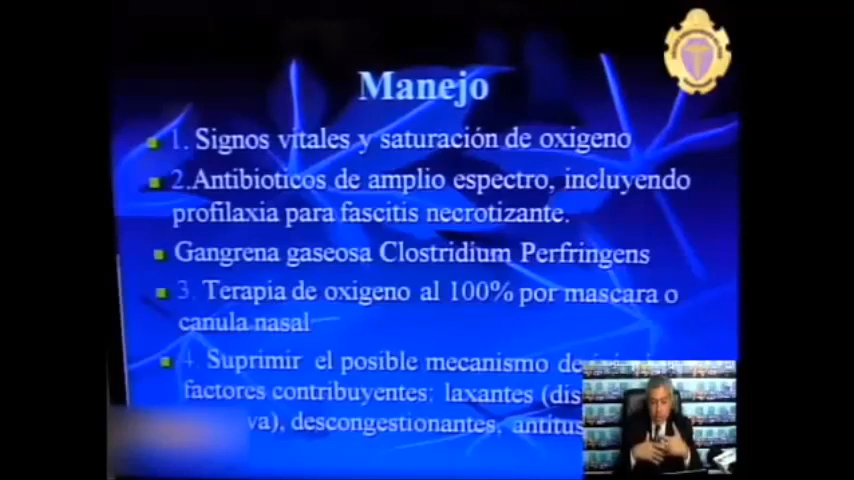 Manejo
1. Signos vitales y saturación de oxigeno
2.Antibioticos de amplio espectro, incluyendo
profilaxia para fascitis necrotizante.
Gangrena gaseosa Clostridium Perfringens
3. Terapia de oxigeno al 100% por mascara o
canula nasal
4. Suprimir el posible mecanismo de
factores contribuyentes: laxantes (dis
va), descongestionantes, antitus